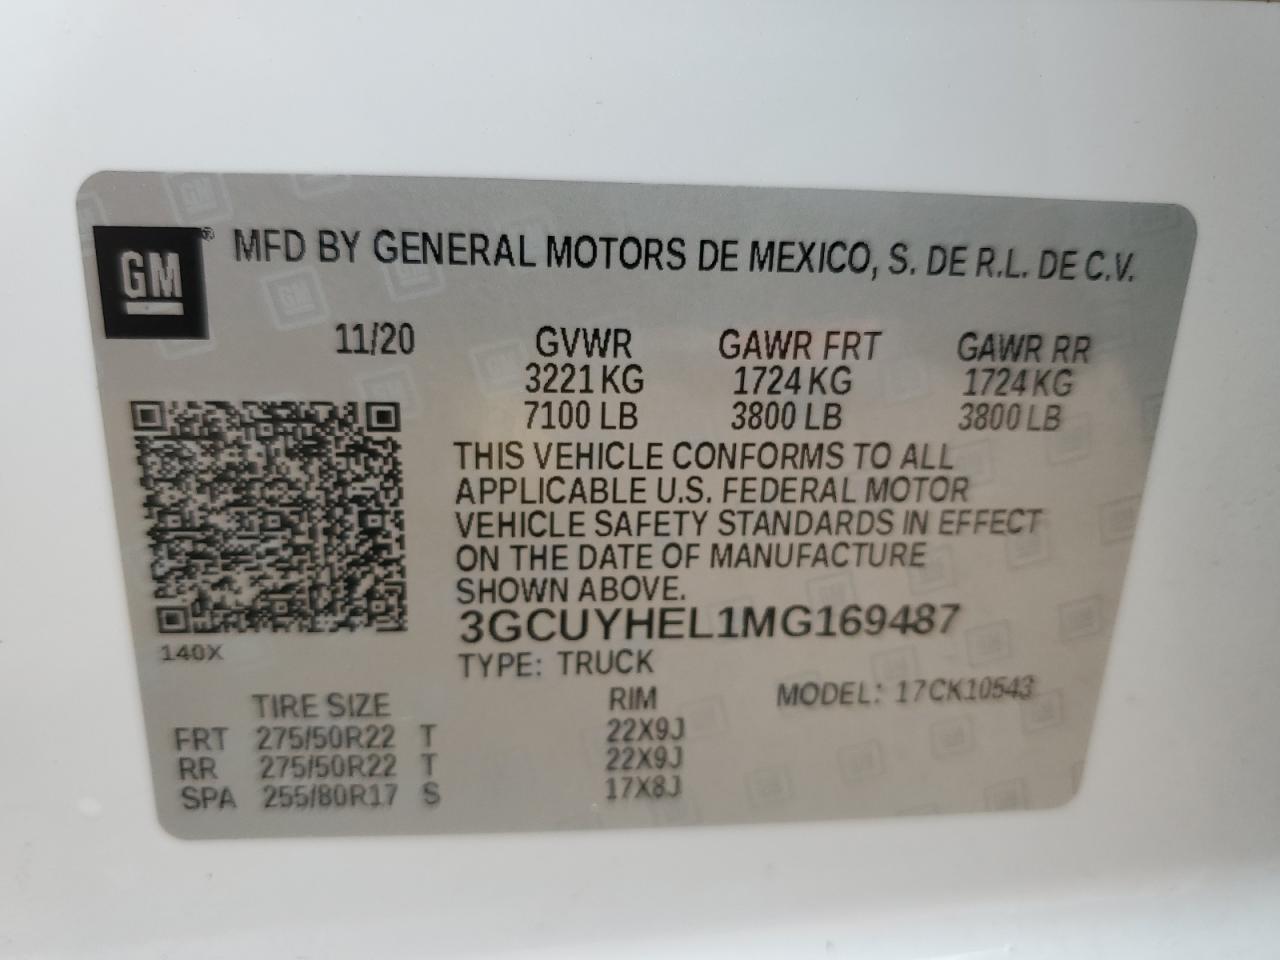 GM® MFD BY GENERAL MOTORS DE MEXICO, S. DE R.L. DE C.V.
11/20 GVWR GAWR FRT GAWR RR
3221 KG 1724 KG 1724 KG
7100 LB 3800 LB 3800 LB
THIS VEHICLE CONFORMS TO ALL
APPLICABLE U.S. FEDERAL MOTOR
VEHICLE SAFETY STANDARDS IN EFFECT
ON THE DATE OF MANUFACTURE
SHOWN ABOVE.
3GCUYHEL1MG169487
140X
TYPE: TRUCK
TIRE SIZE RIM MODEL: 17CK10543
FRT 275/50R22 T 22X9J
RR 275/50R22 T 22X9J
SPA 255/80R17 S 17X8J